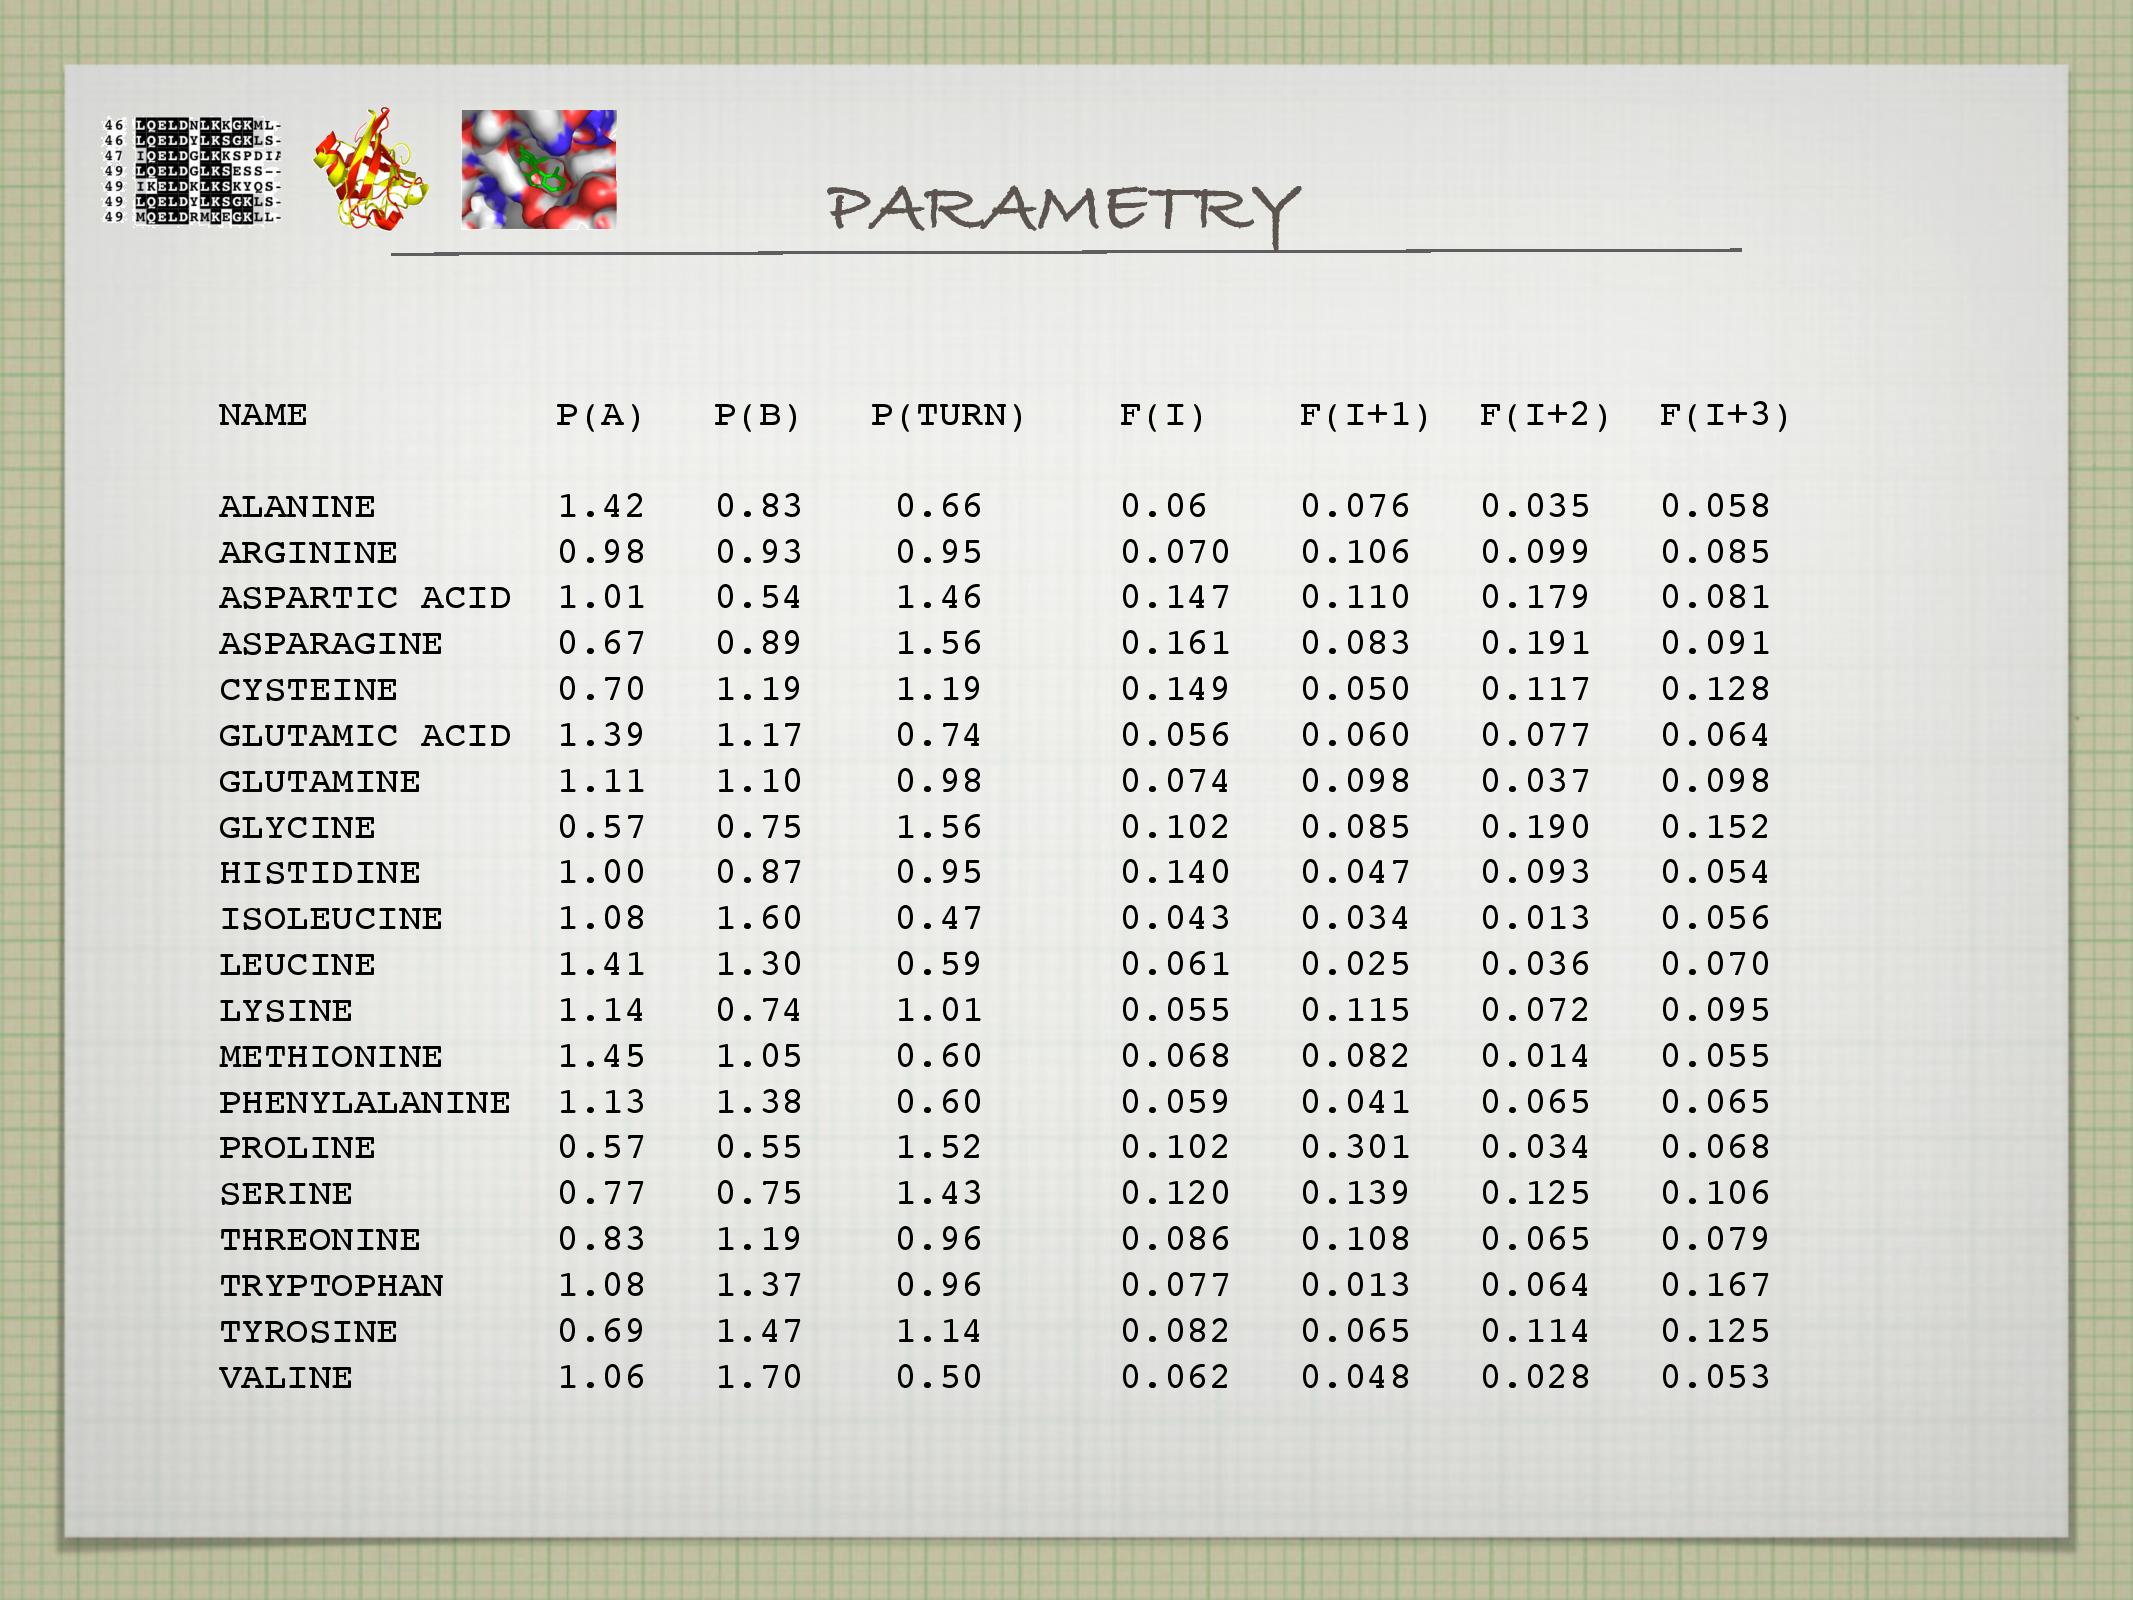 46 LQELDNLKKGKML-
46 LQELDYLKSGKLS-
47 IQELDGLKKSPDIA
49 LQELDGLKSESS--
49 IKELDKLKSKYQS-
49 LQELDYLKSGKLS-
49 MQELDRMKEGKLL-
PARAMETRY
NAME P(A) P(B) P(TURN) F(I) F(I+1) F(I+2) F(I+3)
ALANINE 1.42 0.83 0.66 0.06 0.076 0.035 0.058
ARGININE 0.98 0.93 0.95 0.070 0.106 0.099 0.085
ASPARTIC ACID 1.01 0.54 1.46 0.147 0.110 0.179 0.081
ASPARAGINE 0.67 0.89 1.56 0.161 0.083 0.191 0.091
CYSTEINE 0.70 1.19 1.19 0.149 0.050 0.117 0.128
GLUTAMIC ACID 1.39 1.17 0.74 0.056 0.060 0.077 0.064
GLUTAMINE 1.11 1.10 0.98 0.074 0.098 0.037 0.098
GLYCINE 0.57 0.75 1.56 0.102 0.085 0.190 0.152
HISTIDINE 1.00 0.87 0.95 0.140 0.047 0.093 0.054
ISOLEUCINE 1.08 1.60 0.47 0.043 0.034 0.013 0.056
LEUCINE 1.41 1.30 0.59 0.061 0.025 0.036 0.070
LYSINE 1.14 0.74 1.01 0.055 0.115 0.072 0.095
METHIONINE 1.45 1.05 0.60 0.068 0.082 0.014 0.055
PHENYLALANINE 1.13 1.38 0.60 0.059 0.041 0.065 0.065
PROLINE 0.57 0.55 1.52 0.102 0.301 0.034 0.068
SERINE 0.77 0.75 1.43 0.120 0.139 0.125 0.106
THREONINE 0.83 1.19 0.96 0.086 0.108 0.065 0.079
TRYPTOPHAN 1.08 1.37 0.96 0.077 0.013 0.064 0.167
TYROSINE 0.69 1.47 1.14 0.082 0.065 0.114 0.125
VALINE 1.06 1.70 0.50 0.062 0.048 0.028 0.053